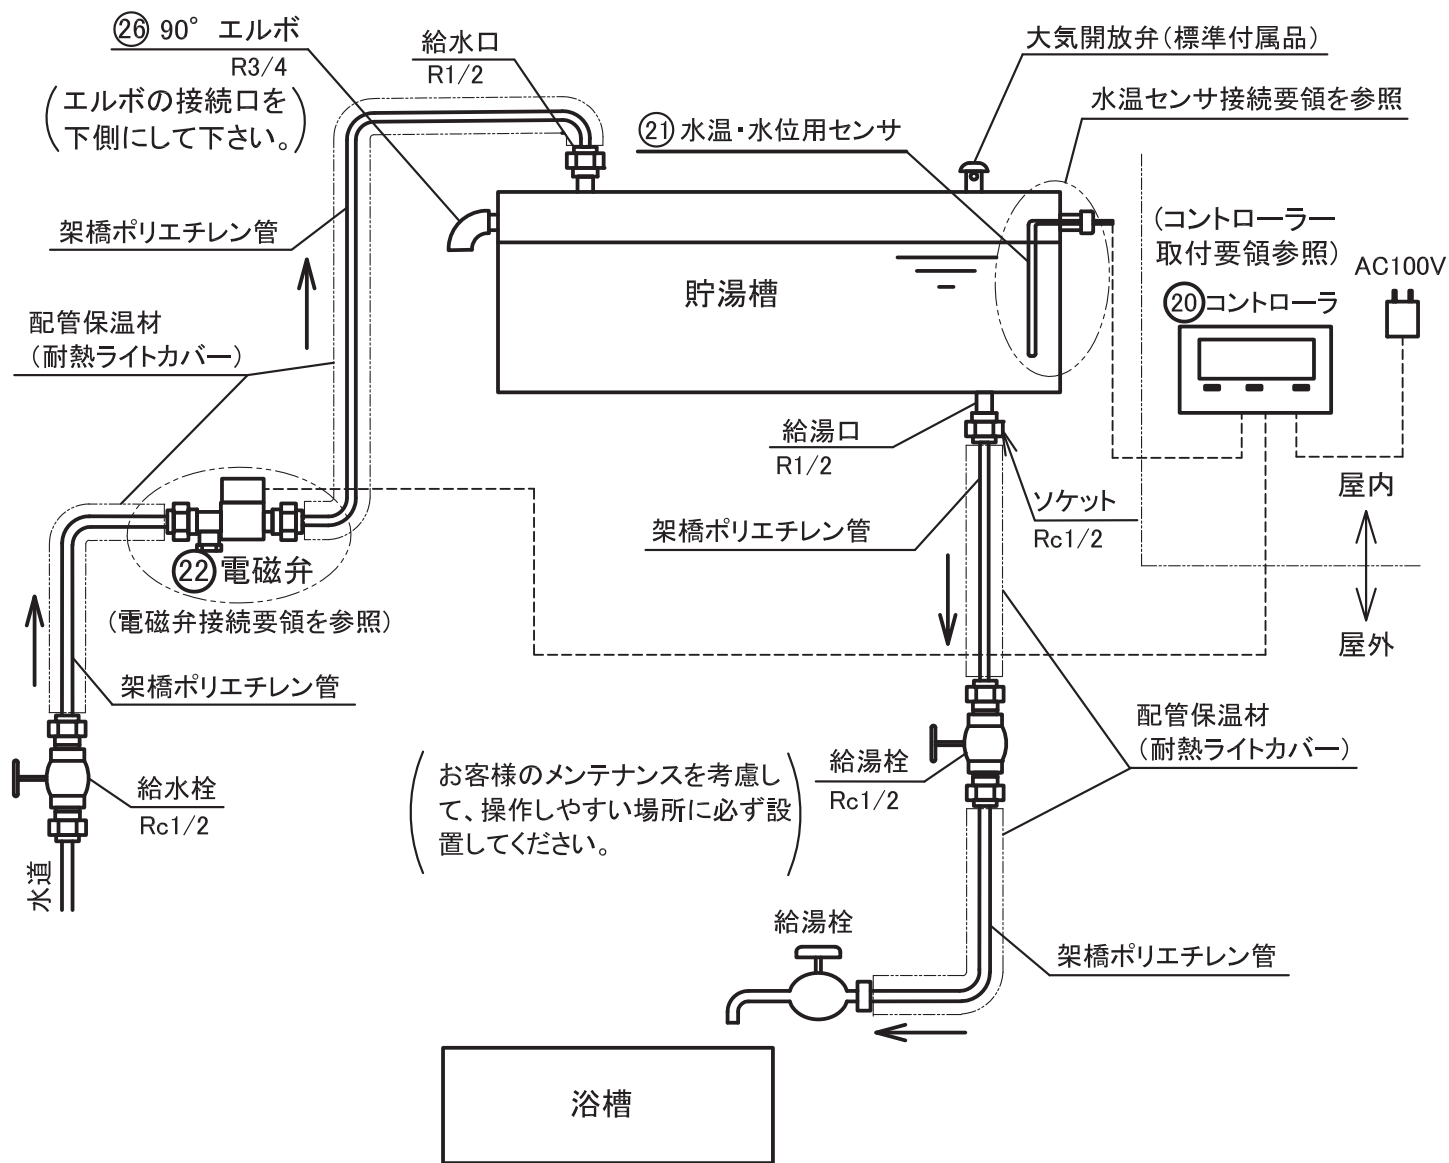 ㉖ 90° エルボ
R3/4
(エルボの接続口を
下側にして下さい。)
給水口
R1/2
大気開放弁(標準付属品)
水温センサ接続要領を参照
㉑ 水温・水位用センサ
架橋ポリエチレン管
(コントローラー
取付要領参照)
AC100V
⑳コントローラ
貯湯槽
配管保温材
(耐熱ライトカバー)
給湯口
R1/2
ソケット
Rc1/2
屋内
屋外
架橋ポリエチレン管
㉒電磁弁
(電磁弁接続要領を参照)
架橋ポリエチレン管
配管保温材
(耐熱ライトカバー)
給水栓
Rc1/2
(お客様のメンテナンスを考慮し
て、操作しやすい場所に必ず設
置してください。)
給湯栓
Rc1/2
水道
給湯栓
架橋ポリエチレン管
浴槽